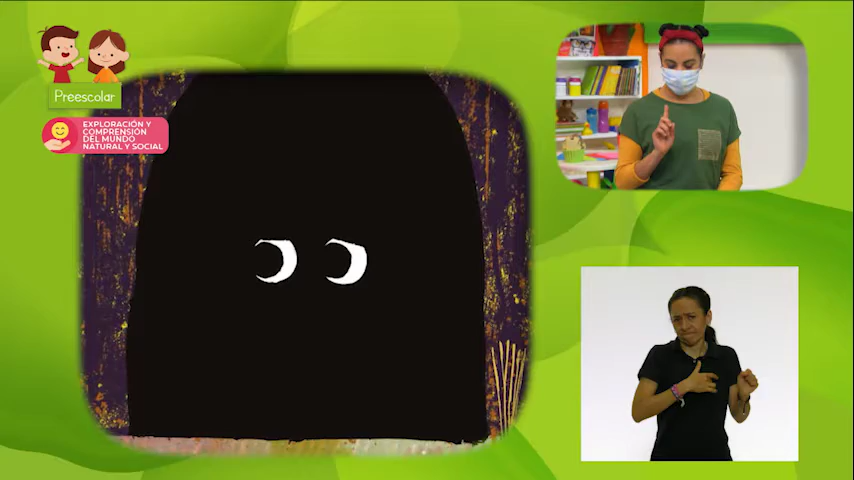 Preescolar
EXPLORACIÓN Y
COMPRENSIÓN
DEL MUNDO
NATURAL Y SOCIAL